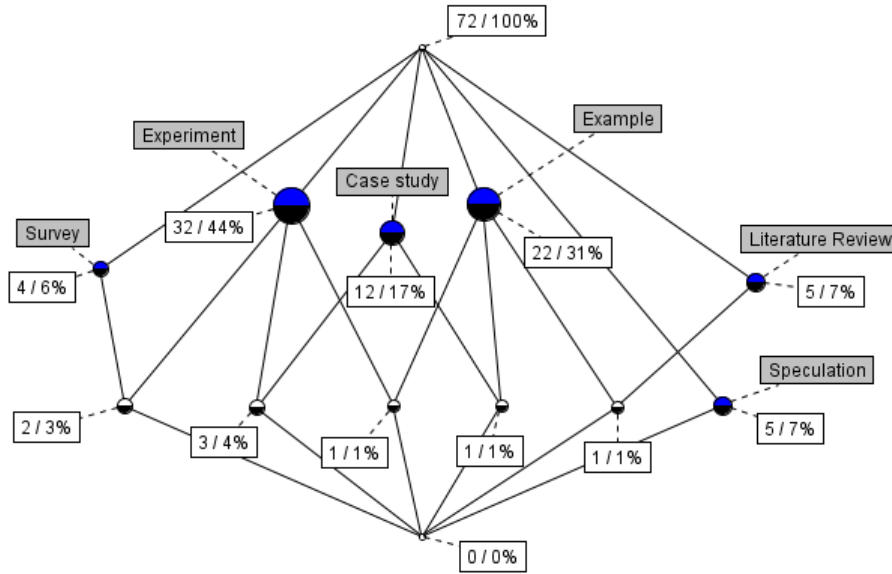 72 / 100%
Experiment
Example
Case study
32 / 44%
Survey
22 / 31%
Literature Review
4 / 6%
12 / 17%
5 / 7%
Speculation
2 / 3%
3 / 4%
1 / 1%
1 / 1%
1 / 1%
5 / 7%
0 / 0%